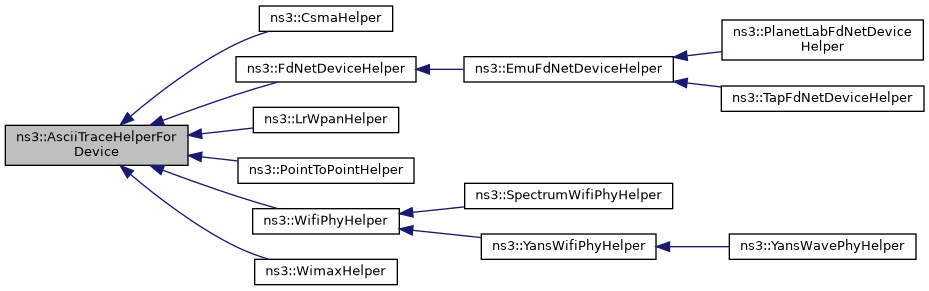 ns3::CsmaHelper
ns3::PlanetLabFdNetDevice
Helper
ns3::FdNetDeviceHelper
ns3::EmuFdNetDeviceHelper
ns3::TapFdNetDeviceHelper
ns3::LrWpanHelper
ns3::AsciiTraceHelperFor
Device
ns3::PointToPointHelper
ns3::SpectrumWifiPhyHelper
ns3::WifiPhyHelper
ns3::YansWifiPhyHelper
ns3::YansWavePhyHelper
ns3::WimaxHelper